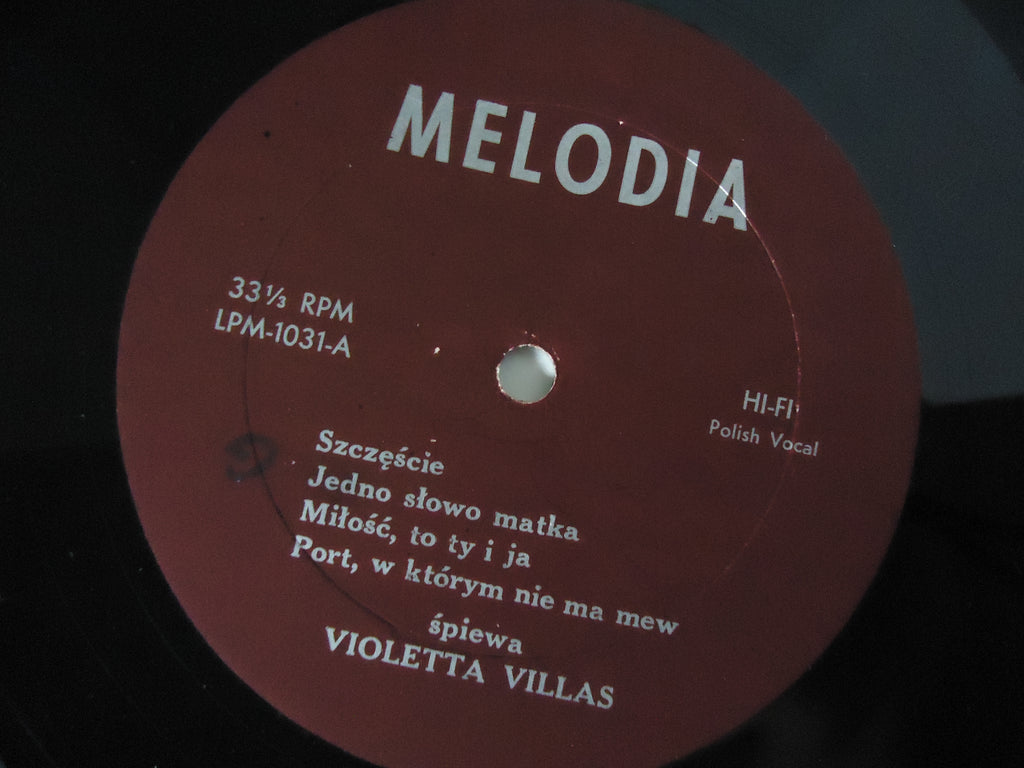 MELODIA
33⅓ RPM
LPM-1031-A
HI-FI
Polish Vocal
Szczęście
Jedno słowo matka
Miłość, to ty i ja
Port, w którym nie ma mew
śpiewa
VIOLETTA VILLAS